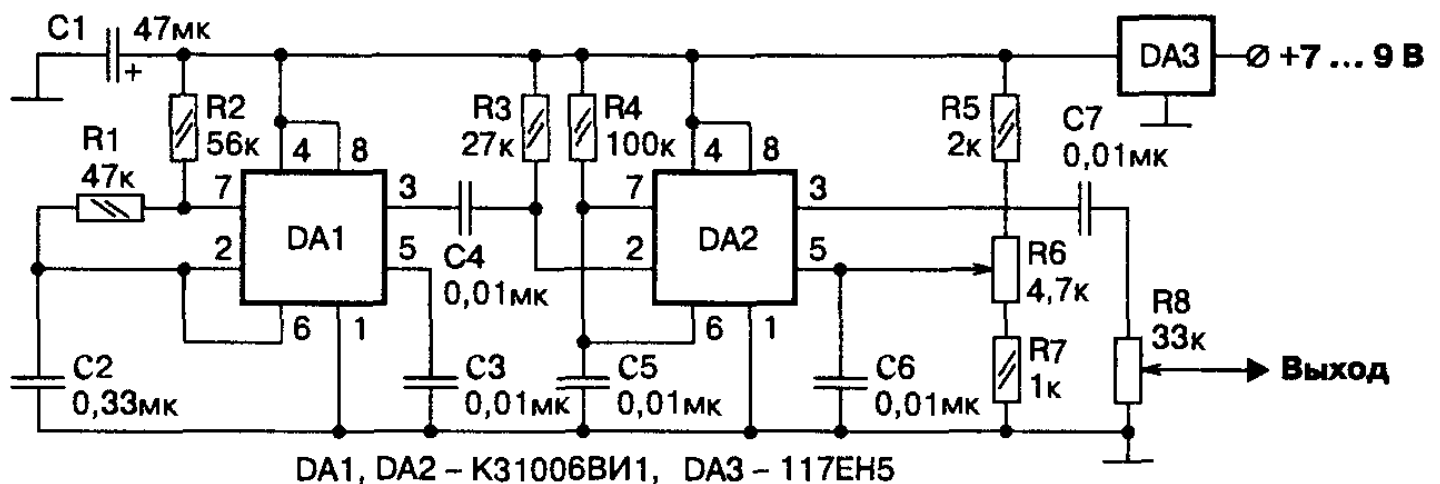 C1
47мк
+
DA3
+7 ... 9 В
R2
56к
R1
47к
4
8
7
3
2
5
DA1
6
1
C2
0,33мк
C3
0,01мк
C4
0,01мк
R3
27к
R4
100к
C5
0,01мк
4
8
7
3
2
5
DA2
6
1
C6
0,01мк
R5
2к
R6
4,7к
R7
1к
C7
0,01мк
R8
33к
Выход
DA1, DA2 – К31006ВИ1, DA3 – 117ЕН5